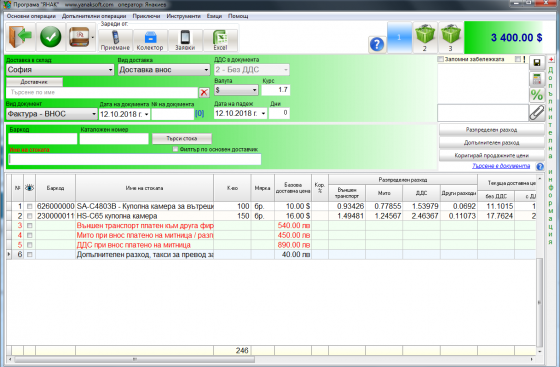 Програма "ЯНАК" www.yanaksoft.com оператор: Янакиев
Основни операции Допълнителни операции Приключи Инструменти Езици Помощ
Зареди от:
Приемане Колектор Заявки Excel
1 2 3
3 400.00 $
Доставка в склад: Вид доставка ДДС в документа
София Доставка внос 2 - Без ДДС
Запомни забележката !
Доставчик Валута Курс
Търсене по име $ 1.7
Вид документ Дата на документа № на документа Дата на падеж Дни
Фактура - ВНОС 12.10.2018 г. [0] 12.10.2018 г. 0
Баркод Каталожен номер
Търси стока
Разпределен разход
Допълнителен разход
Име на стоката Филтър по основен доставчик
Коригирай продажните цени
Търсене в документа
Допълнителна информация
Разпределен разход Текуща доставна це
№ Баркод Име на стоката К-во Мярка Базова доставна цена Кор. % Външен транспорт Мито ДДС Други разходи без ДДС с Д
1 626000000 SA-C4803B - Куполна камера за вътреше 100 бр. 10.00 $ 0.93426 0.77855 1.53979 0.0692 11.1015 1
2 230000011 HS-C65 куполна камера 150 бр. 16.00 $ 1.49481 1.24567 2.46367 0.11073 17.7624 2
3 Външен транспорт платен към друга фир 540.00 лв
4 Мито при внос платено на митница / разп 450.00 лв
5 ДДС при внос платено на митница 890.00 лв
6 Допълнителен разход, такси за превод за 40.00 лв
246